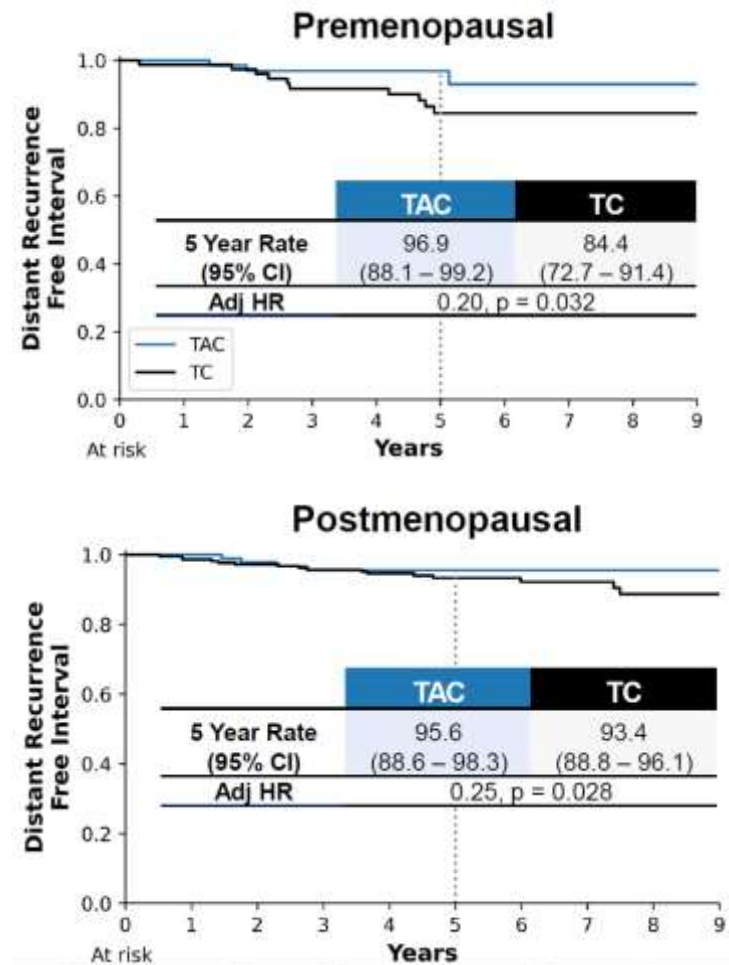 Premenopausal
Distant Recurrence
Free Interval
1.0
0.8
0.6
0.4
0.2
0.0
TAC TC
5 Year Rate 96.9 84.4
(95% CI) (88.1 – 99.2) (72.7 – 91.4)
Adj HR 0.20, p = 0.032
TAC
TC
0 1 2 3 4 5 6 7 8 9
At risk Years
Postmenopausal
Distant Recurrence
Free Interval
1.0
0.8
0.6
0.4
0.2
0.0
TAC TC
5 Year Rate 95.6 93.4
(95% CI) (88.6 – 98.3) (88.8 – 96.1)
Adj HR 0.25, p = 0.028
0 1 2 3 4 5 6 7 8 9
At risk Years